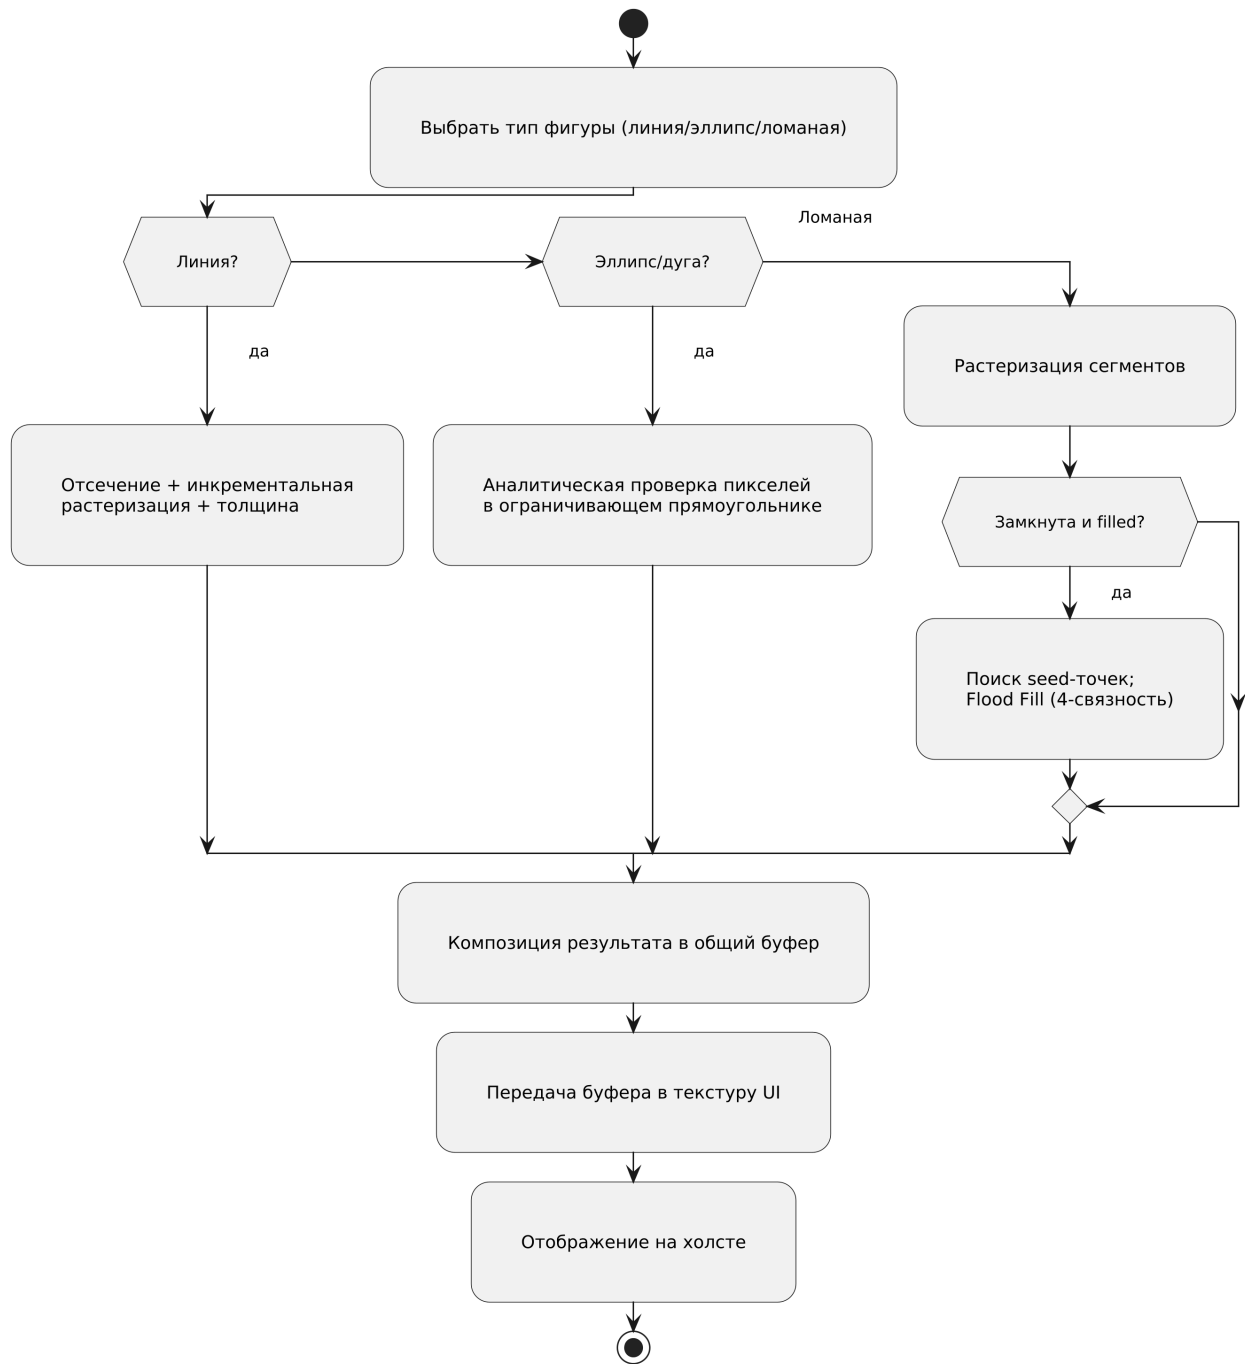 Выбрать тип фигуры (линия/эллипс/ломаная)
Линия?
Эллипс/дуга?
Ломаная
да
да
Растеризация сегментов
Отсечение + инкрементальная
растеризация + толщина
Аналитическая проверка пикселей
в ограничивающем прямоугольнике
Замкнута и filled?
да
Поиск seed-точек;
Flood Fill (4-связность)
Композиция результата в общий буфер
Передача буфера в текстуру UI
Отображение на холсте